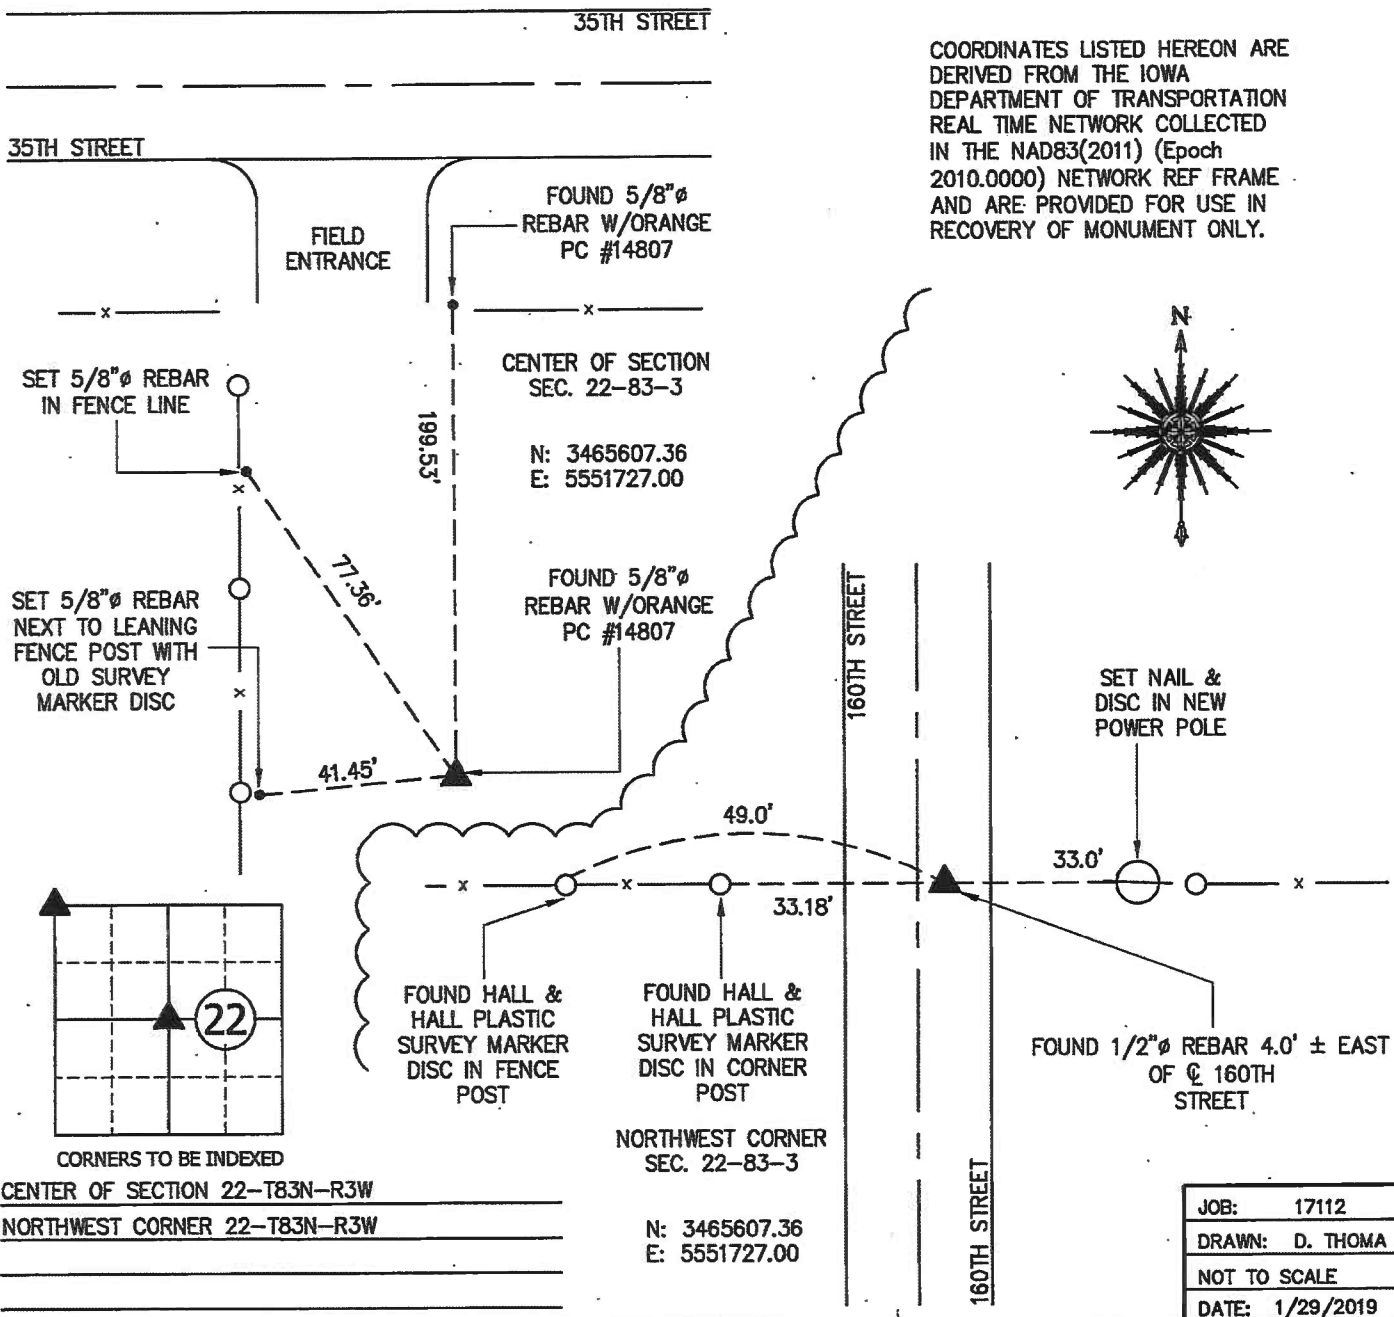 35TH STREET
35TH STREET
COORDINATES LISTED HEREON ARE
DERIVED FROM THE IOWA
DEPARTMENT OF TRANSPORTATION
REAL TIME NETWORK COLLECTED
IN THE NAD83(2011) (Epoch
2010.0000) NETWORK REF FRAME
AND ARE PROVIDED FOR USE IN
RECOVERY OF MONUMENT ONLY.
FIELD
ENTRANCE
FOUND 5/8"ø
REBAR W/ORANGE
PC #14807
x
x
SET 5/8"ø REBAR
IN FENCE LINE
CENTER OF SECTION
SEC. 22-83-3
N: 3465607.36
E: 5551727.00
199.53'
N
x
77.36'
SET 5/8"ø REBAR
NEXT TO LEANING
FENCE POST WITH
OLD SURVEY
MARKER DISC
x
FOUND 5/8"ø
REBAR W/ORANGE
PC #14807
41.45'
160TH STREET
SET NAIL &
DISC IN NEW
POWER POLE
49.0'
33.0'
x
x
x
33.18'
FOUND HALL &
HALL PLASTIC
SURVEY MARKER
DISC IN FENCE
POST
FOUND HALL &
HALL PLASTIC
SURVEY MARKER
DISC IN CORNER
POST
FOUND 1/2"ø REBAR 4.0' ± EAST
OF ℄ 160TH
STREET
22
CORNERS TO BE INDEXED
CENTER OF SECTION 22-T83N-R3W
NORTHWEST CORNER 22-T83N-R3W
NORTHWEST CORNER
SEC. 22-83-3
N: 3465607.36
E: 5551727.00
160TH STREET
JOB: 17112
DRAWN: D. THOMA
NOT TO SCALE
DATE: 1/29/2019